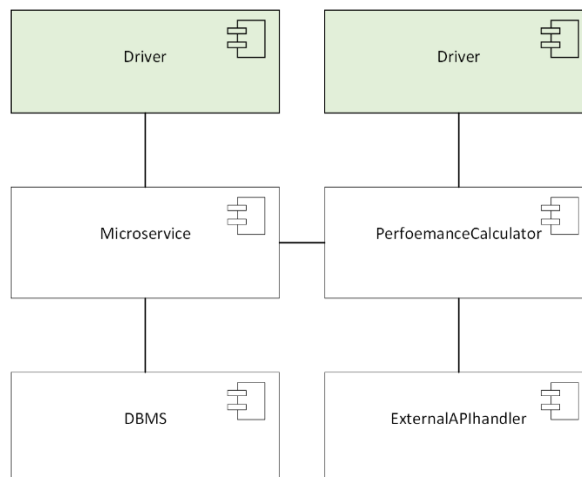 Driver
Driver
Microservice
PerfoemanceCalculator
DBMS
ExternalAPIhandler